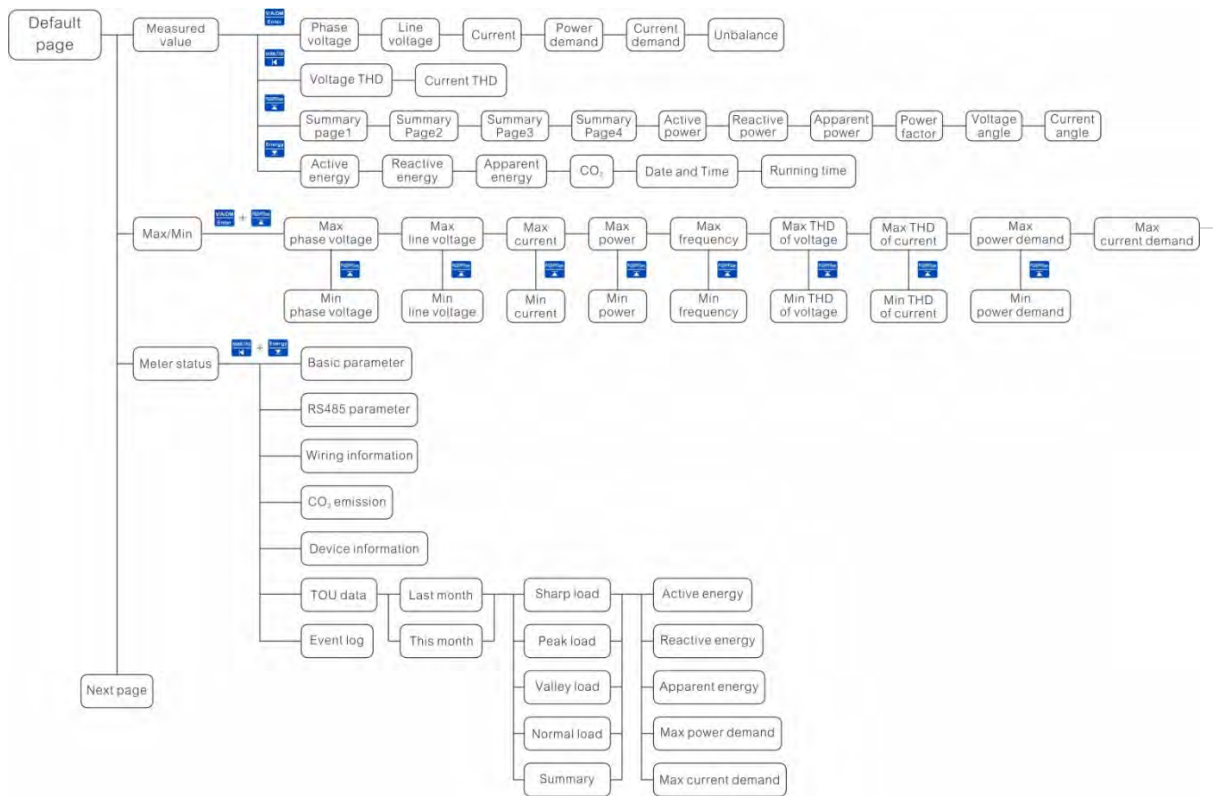 Default
page
Measured
value
V/A/DM
Enter
Phase
voltage
Line
voltage
Current
Power
demand
Current
demand
Unbalance
Voltage THD
Current THD
Summary
page1
Summary
Page2
Summary
Page3
Summary
Page4
Active
power
Reactive
power
Apparent
power
Power
factor
Voltage
angle
Current
angle
Energy
Active
energy
Reactive
energy
Apparent
energy
CO₂
Date and Time
Running time
Max/Min
V/A/DM
Enter
+
Max
phase voltage
Max
line voltage
Max
current
Max
power
Max
frequency
Max THD
of voltage
Max THD
of current
Max
power demand
Max
current demand
Min
phase voltage
Min
line voltage
Min
current
Min
power
Min
frequency
Min THD
of voltage
Min THD
of current
Min
power demand
Meter status
+
Energy
Basic parameter
RS485 parameter
Wiring information
CO₂ emission
Device information
TOU data
Last month
Sharp load
Active energy
Event log
This month
Peak load
Reactive energy
Valley load
Apparent energy
Normal load
Max power demand
Summary
Max current demand
Next page